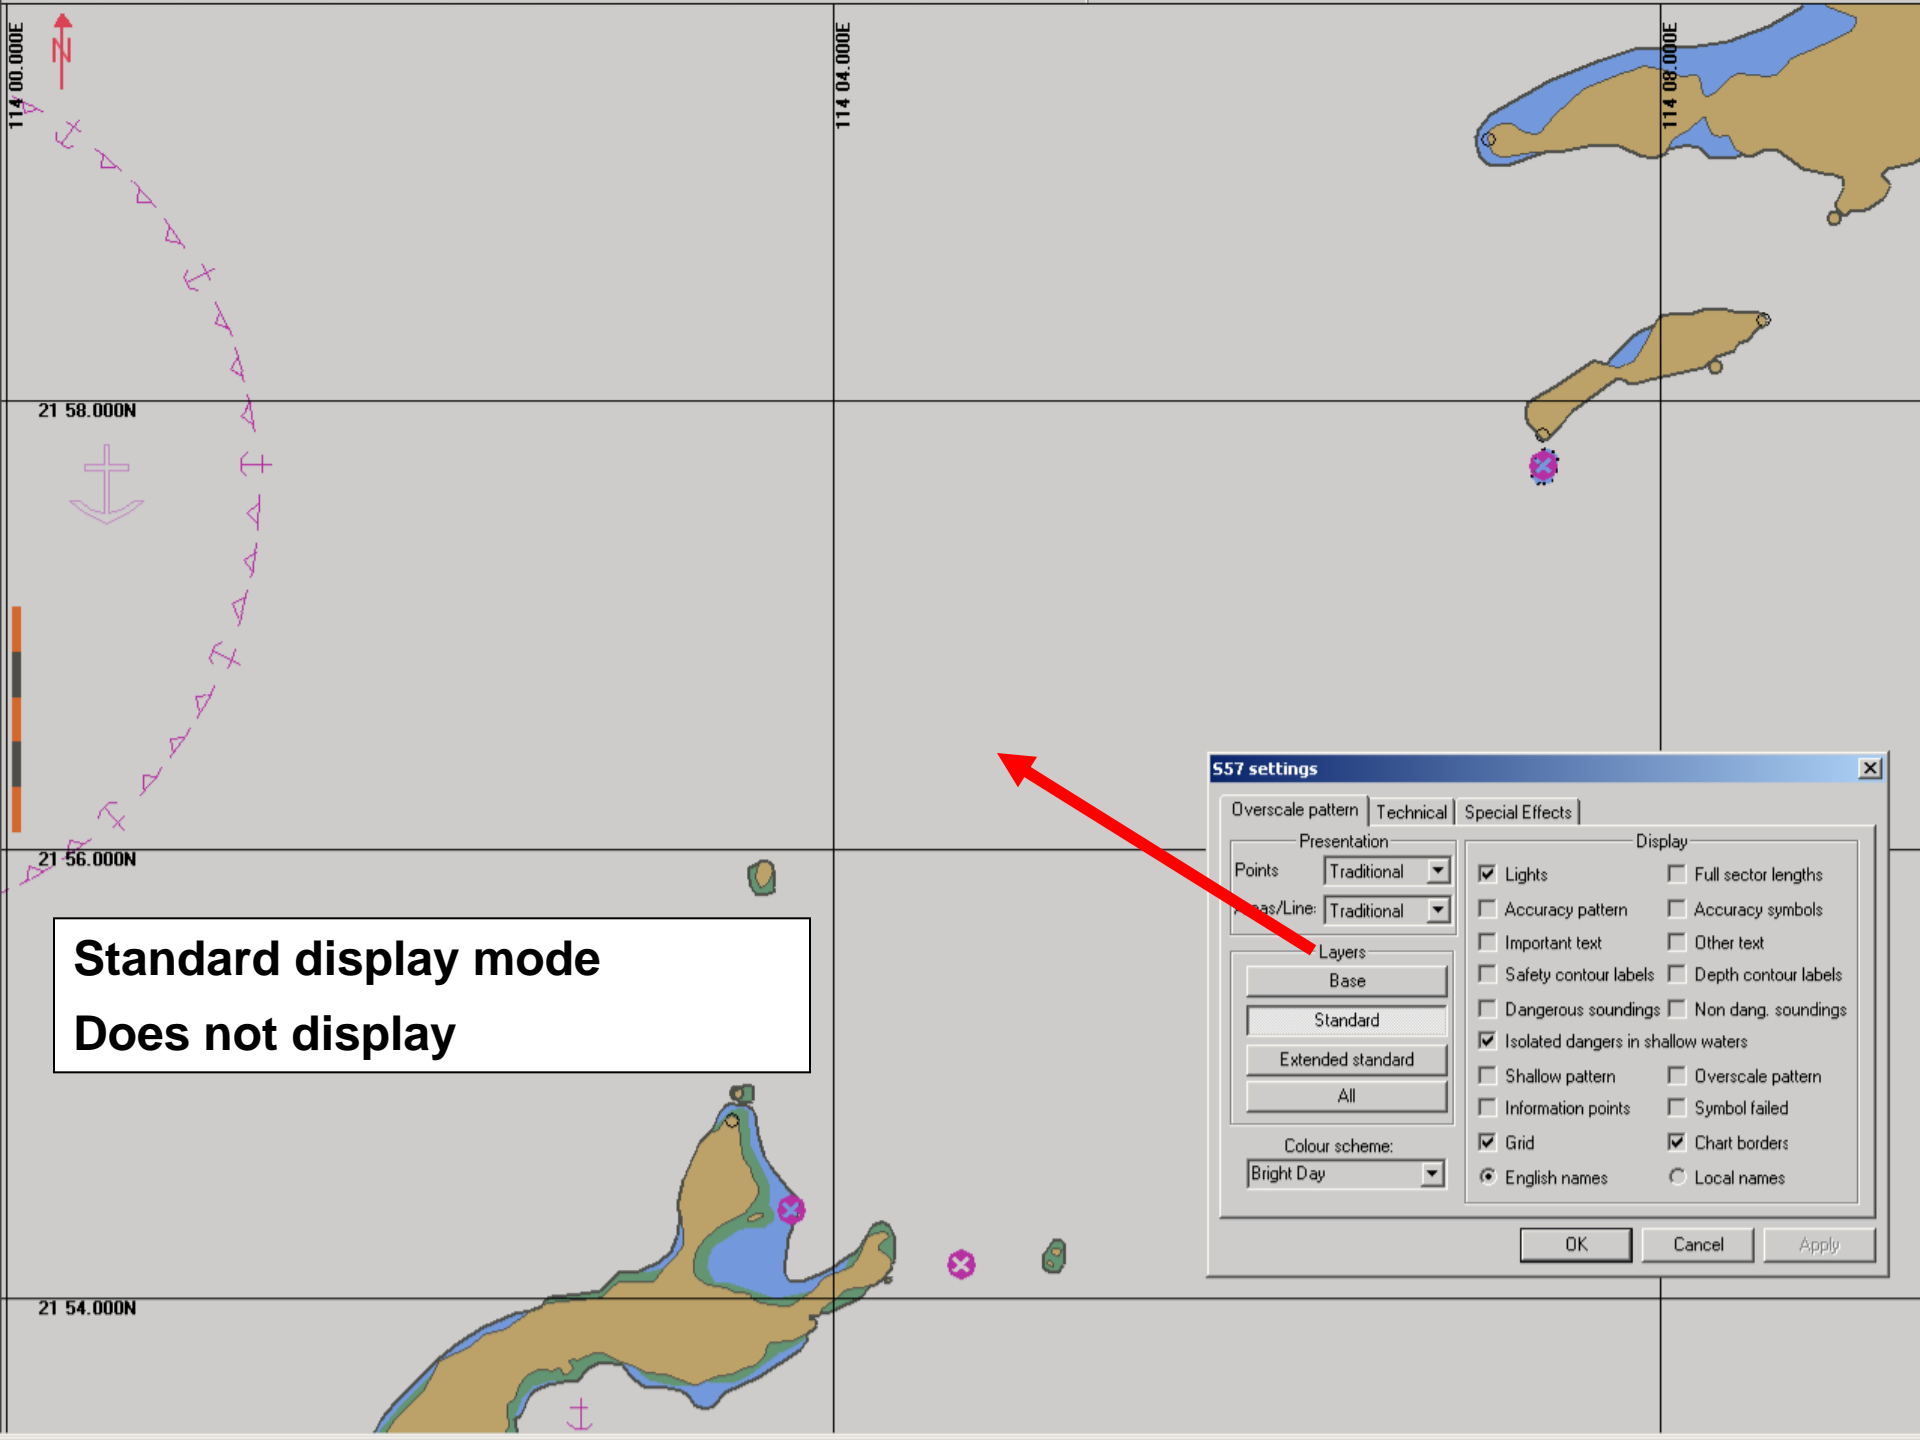 N
114 00.000E
114 04.000E
114 08.000E
21 58.000N
21 56.000N
21 54.000N
Standard display mode
Does not display
S57 settings
Overscale pattern
Technical
Special Effects
Presentation
Points
Traditional
Traditional
Layers
Base
Standard
Extended standard
All
Colour scheme:
Bright Day
Display
Lights
Full sector lengths
Accuracy pattern
Accuracy symbols
Important text
Other text
Safety contour labels
Depth contour labels
Dangerous soundings
Non dang. soundings
Isolated dangers in shallow waters
Shallow pattern
Overscale pattern
Information points
Symbol failed
Grid
Chart borders
English names
Local names
OK
Cancel
Apply